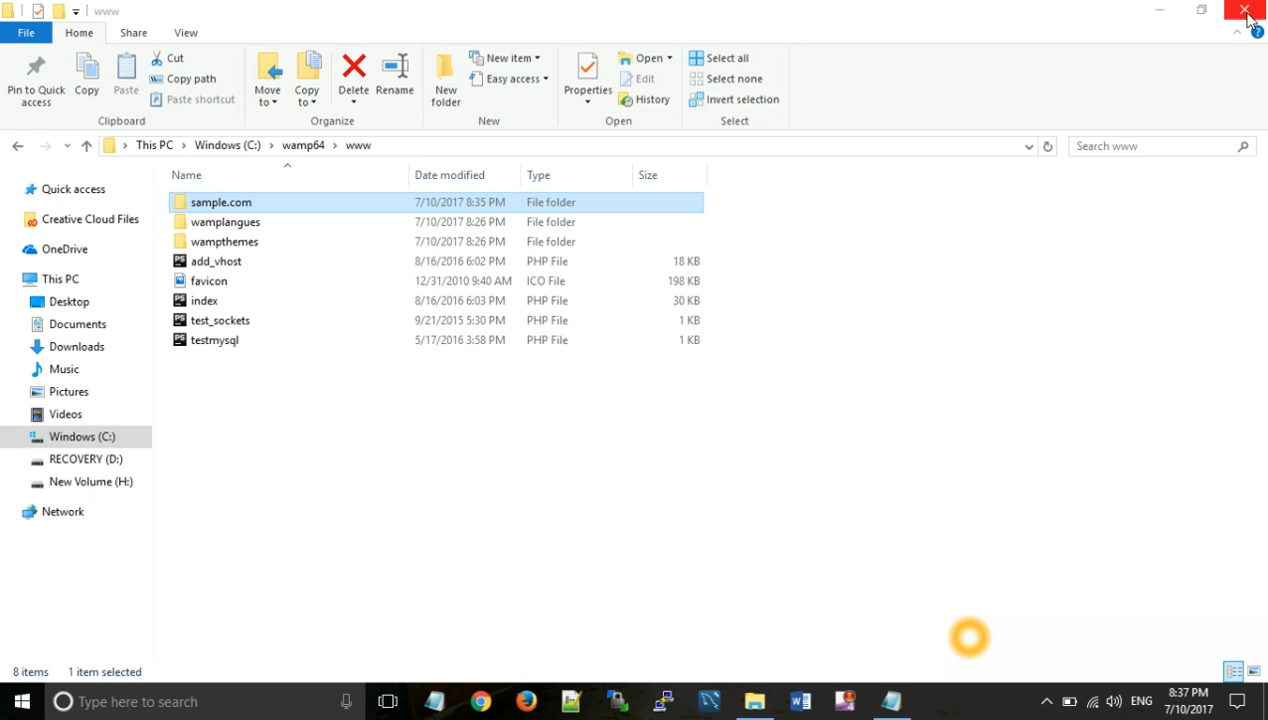 www
File Home Share View
Pin to Quick access
Copy
Paste
Cut
Copy path
Paste shortcut
Clipboard
Move to
Copy to
Delete
Rename
Organize
New folder
New item
Easy access
New
Properties
Open
Edit
History
Open
Select all
Select none
Invert selection
Select
This PC > Windows (C:) > wamp64 > www
Search www
Name Date modified Type Size
sample.com 7/10/2017 8:35 PM File folder
wamplangues 7/10/2017 8:26 PM File folder
wampthemes 7/10/2017 8:26 PM File folder
add_vhost 8/16/2016 6:02 PM PHP File 18 KB
favicon 12/31/2010 9:40 AM ICO File 198 KB
index 8/16/2016 6:03 PM PHP File 30 KB
test_sockets 9/21/2015 5:30 PM PHP File 1 KB
testmysql 5/17/2016 3:58 PM PHP File 1 KB
Quick access
Creative Cloud Files
OneDrive
This PC
Desktop
Documents
Downloads
Music
Pictures
Videos
Windows (C:)
RECOVERY (D:)
New Volume (H:)
Network
8 items 1 item selected
Type here to search
ENG
8:37 PM
7/10/2017